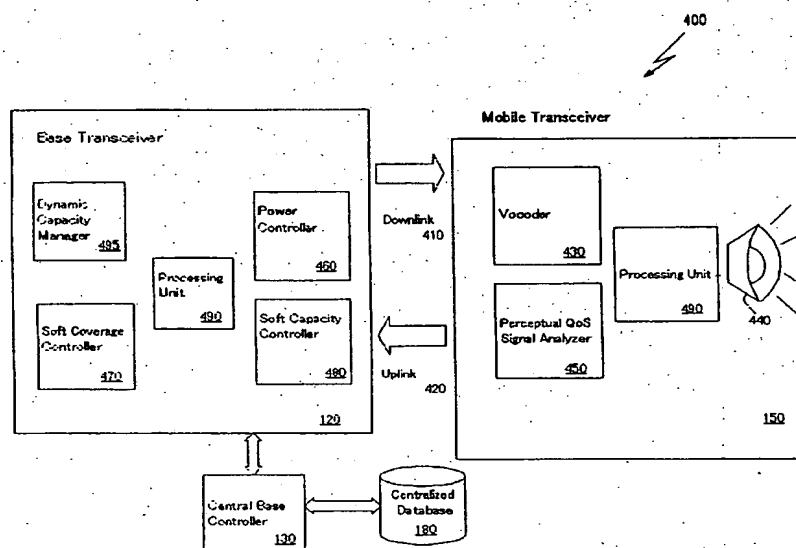 400
Base Transceiver
Mobile Transceiver
Dynamic
Capacity
Manager
495
Power
Controller
460
Downlink
410
Vocoder
430
Processing
Unit
490
Processing Unit
490
440
Soft Coverage
Controller
470
Soft Capacity
Controller
480
Uplink
420
Perceptual QoS
Signal Analyzer
450
120
150
Central Base
Controller
130
Centralized
Database
180